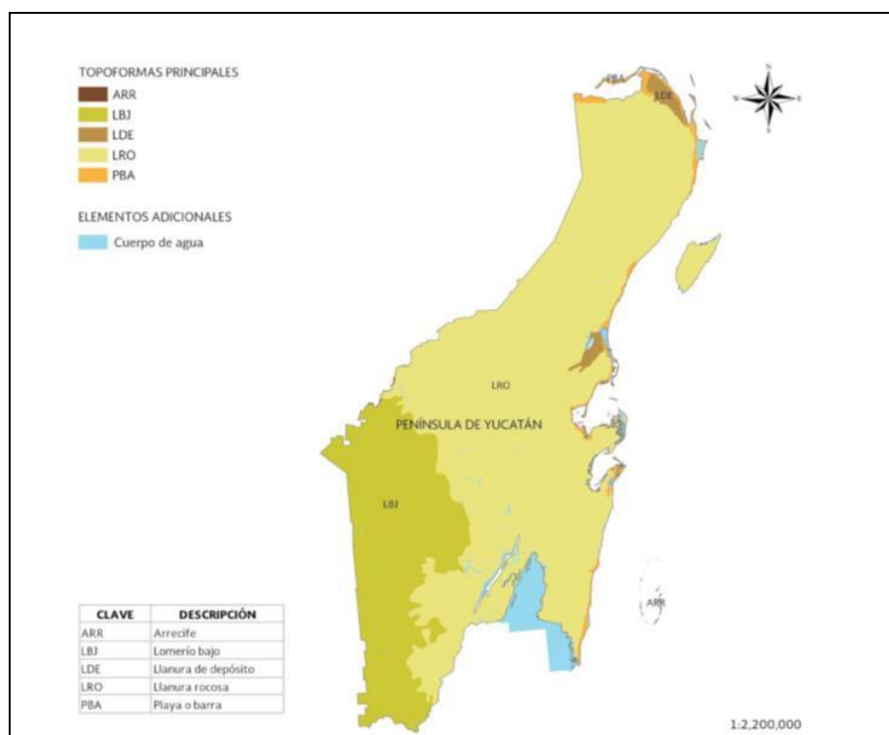 TOPOFORMAS PRINCIPALES
ARR
LBJ
LDE
LRO
PBA
ELEMENTOS ADICIONALES
Cuerpo de agua
PBA
LDE
N
W
E
S
LRO
PENÍNSULA DE YUCATÁN
LBJ
ARR
CLAVE DESCRIPCIÓN
ARR Arrecife
LBJ Lomerío bajo
LDE Llanura de depósito
LRO Llanura rocosa
PBA Playa o barra
1:2,200,000